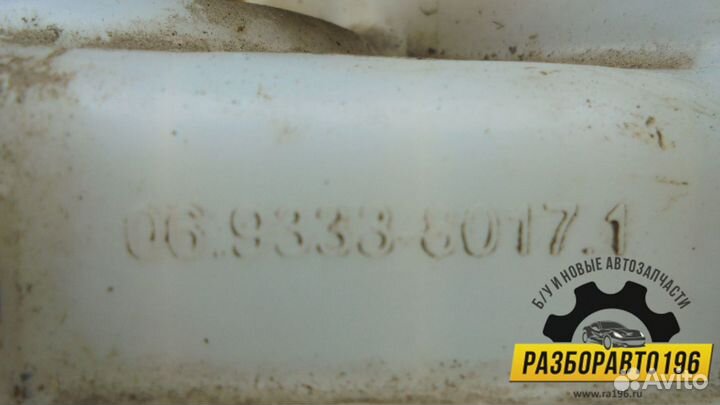 06.9333-8017.1
Б/У И НОВЫЕ АВТОЗАПЧАСТИ
РАЗБОРАВТО196
www.ra196.ru
Avito